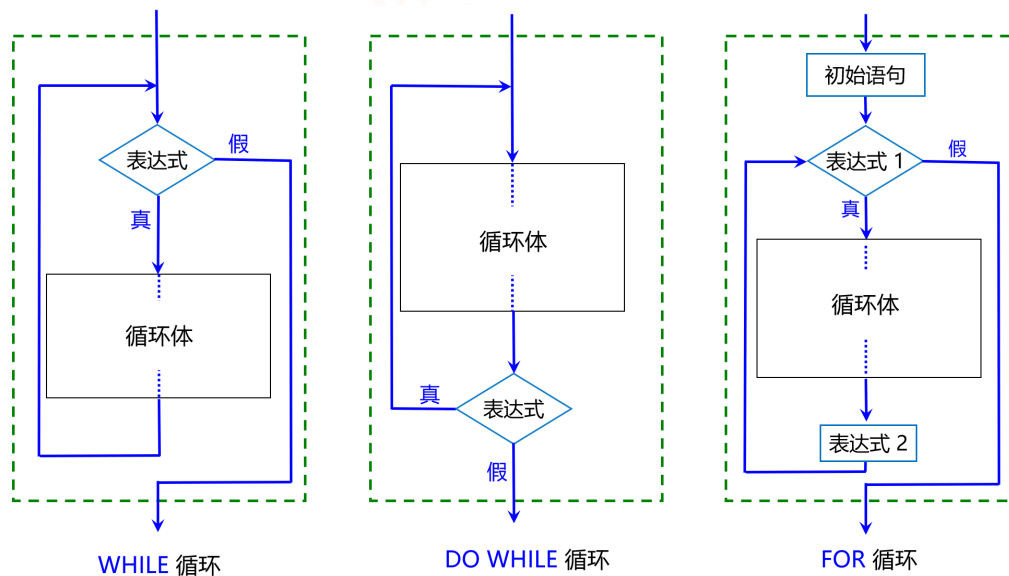 表达式
假
真
循环体
WHILE 循环
循环体
真
表达式
假
DO WHILE 循环
初始语句
表达式 1
假
真
循环体
表达式 2
FOR 循环